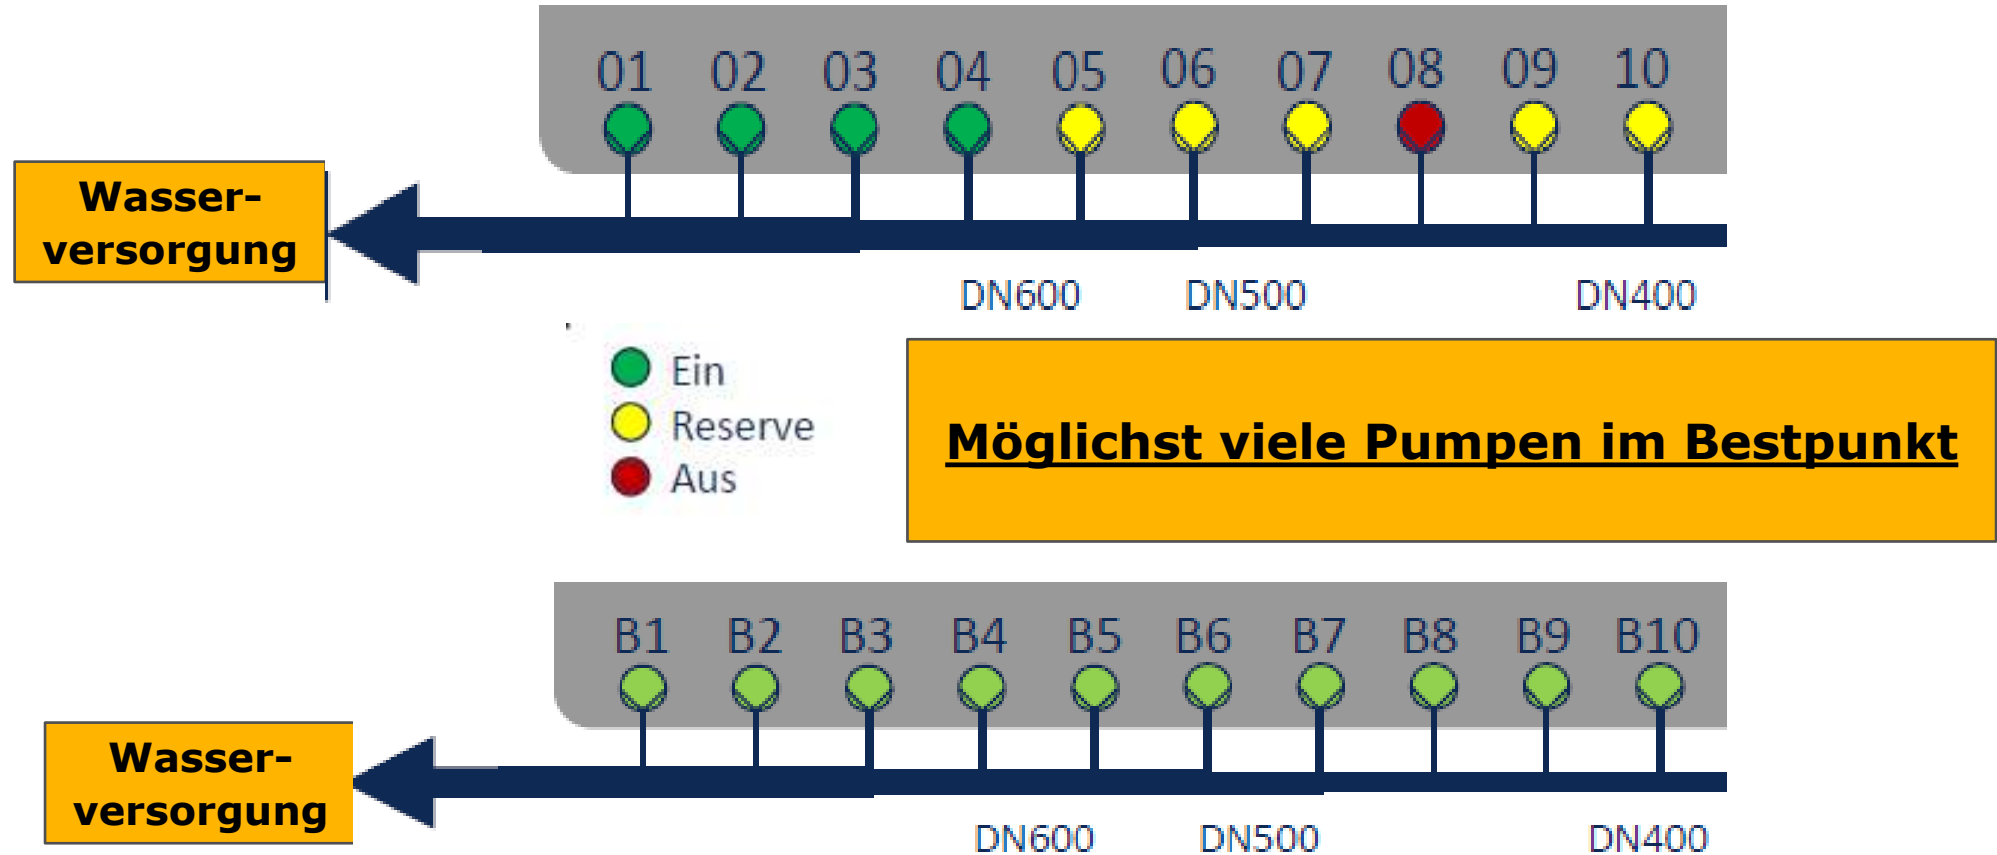 01 02 03 04 05 06 07 08 09 10
Wasser-
versorgung
DN600 DN500 DN400
Ein
Reserve
Aus
Möglichst viele Pumpen im Bestpunkt
B1 B2 B3 B4 B5 B6 B7 B8 B9 B10
Wasser-
versorgung
DN600 DN500 DN400